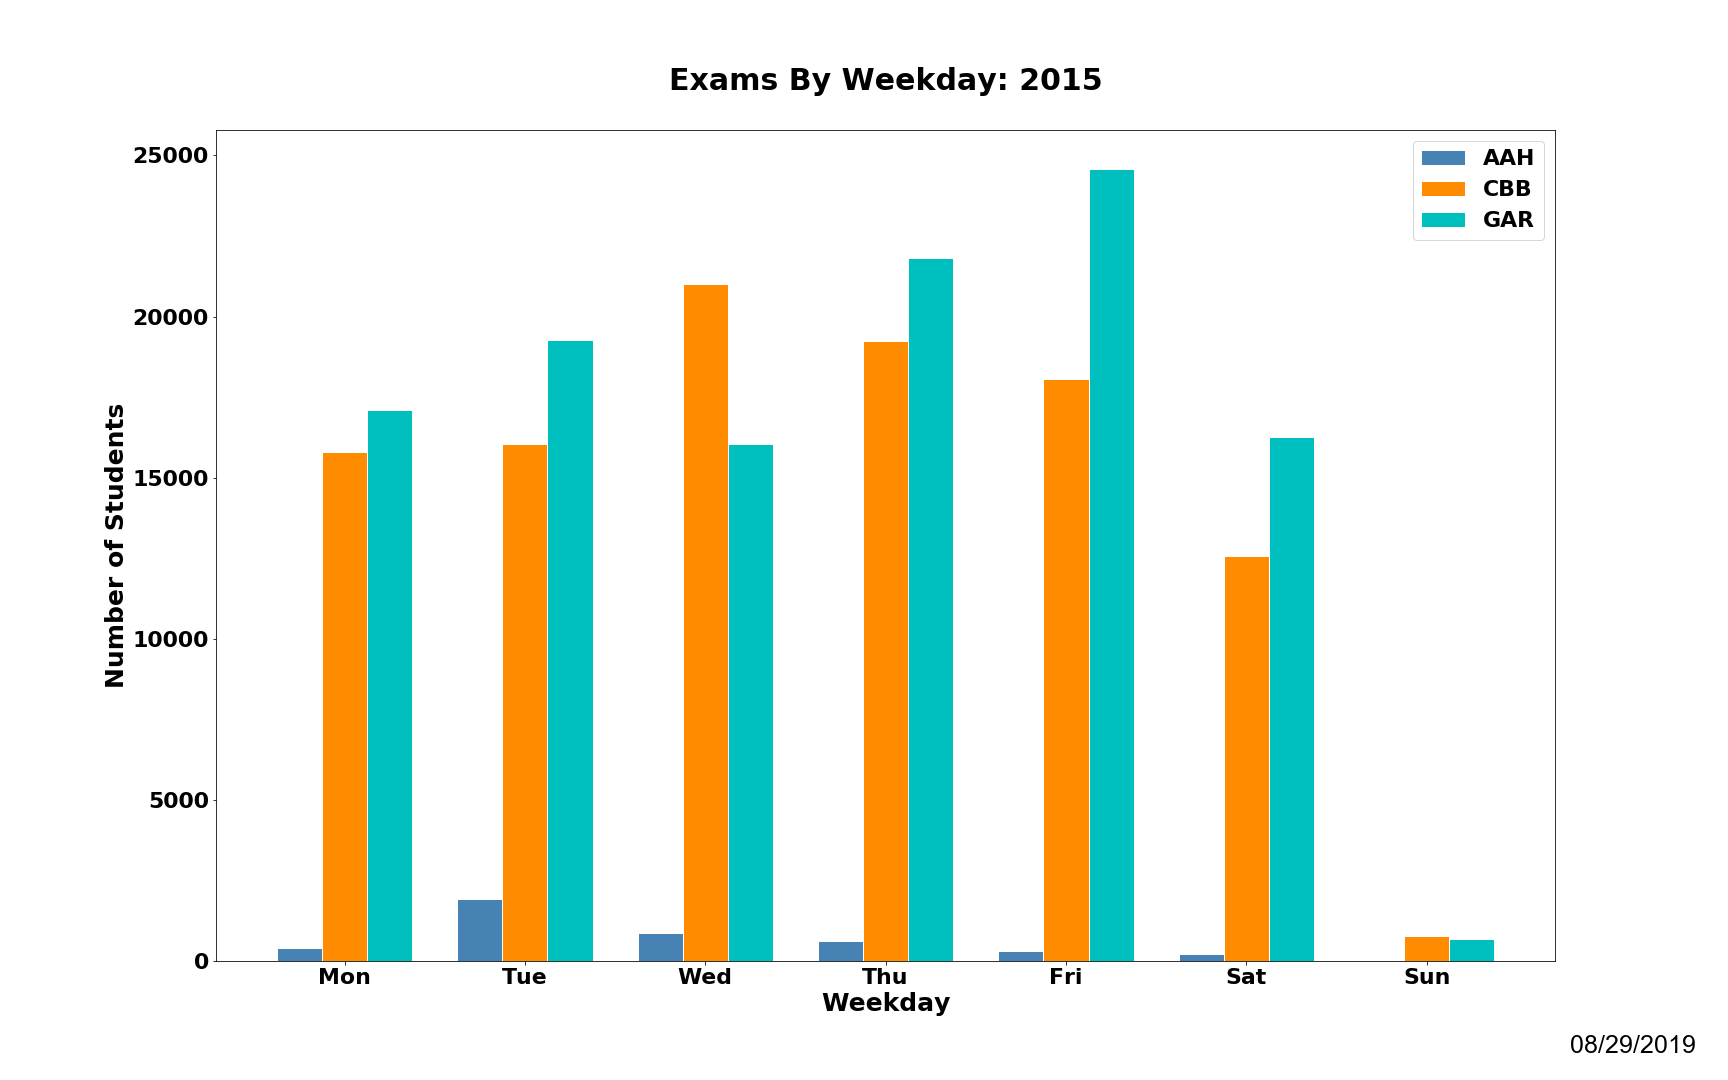 Exams By Weekday: 2015
25000
20000
15000
10000
5000
0
Number of Students
AAH
CBB
GAR
Mon Tue Wed Thu Fri Sat Sun
Weekday
08/29/2019